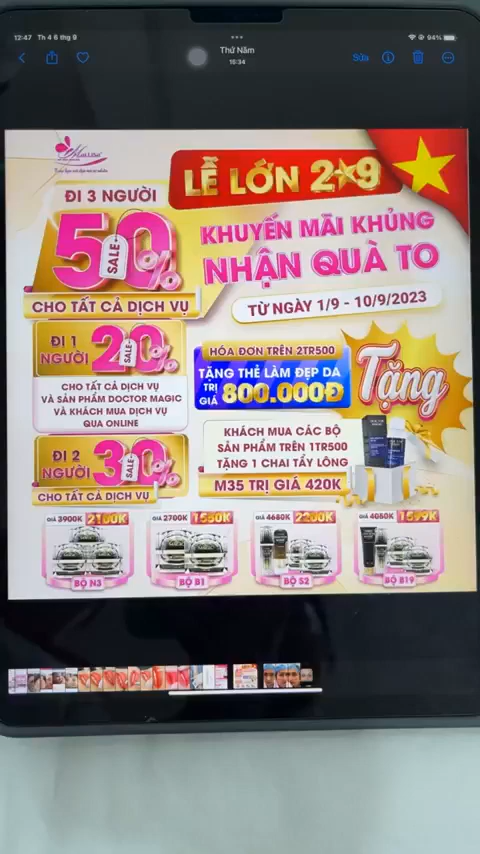 12:47 Th 4 6 thg 9
94%
Thứ Năm
16:34
Sửa
LỄ LỚN 2★9
ĐI 3 NGƯỜI
50%
SALE
CHO TẤT CẢ DỊCH VỤ
KHUYẾN MÃI KHỦNG
NHẬN QUÀ TO
TỪ NGÀY 1/9 - 10/9/2023
ĐI 1
NGƯỜI
20%
SALE
CHO TẤT CẢ DỊCH VỤ
VÀ SẢN PHẨM DOCTOR MAGIC
VÀ KHÁCH MUA DỊCH VỤ
QUA ONLINE
HÓA ĐƠN TRÊN 2TR500
TẶNG THẺ LÀM ĐẸP DA
TRỊ GIÁ 800.000Đ
Tặng
ĐI 2
NGƯỜI
30%
SALE
CHO TẤT CẢ DỊCH VỤ
KHÁCH MUA CÁC BỘ
SẢN PHẨM TRÊN 1TR500
TẶNG 1 CHAI TẨY LÔNG
M35 TRỊ GIÁ 420K
GIÁ 3900K 2100K
BỘ N3
GIÁ 2700K 1550K
BỘ B1
GIÁ 4680K 2200K
BỘ S2
GIÁ 4050K 1599K
BỘ B19